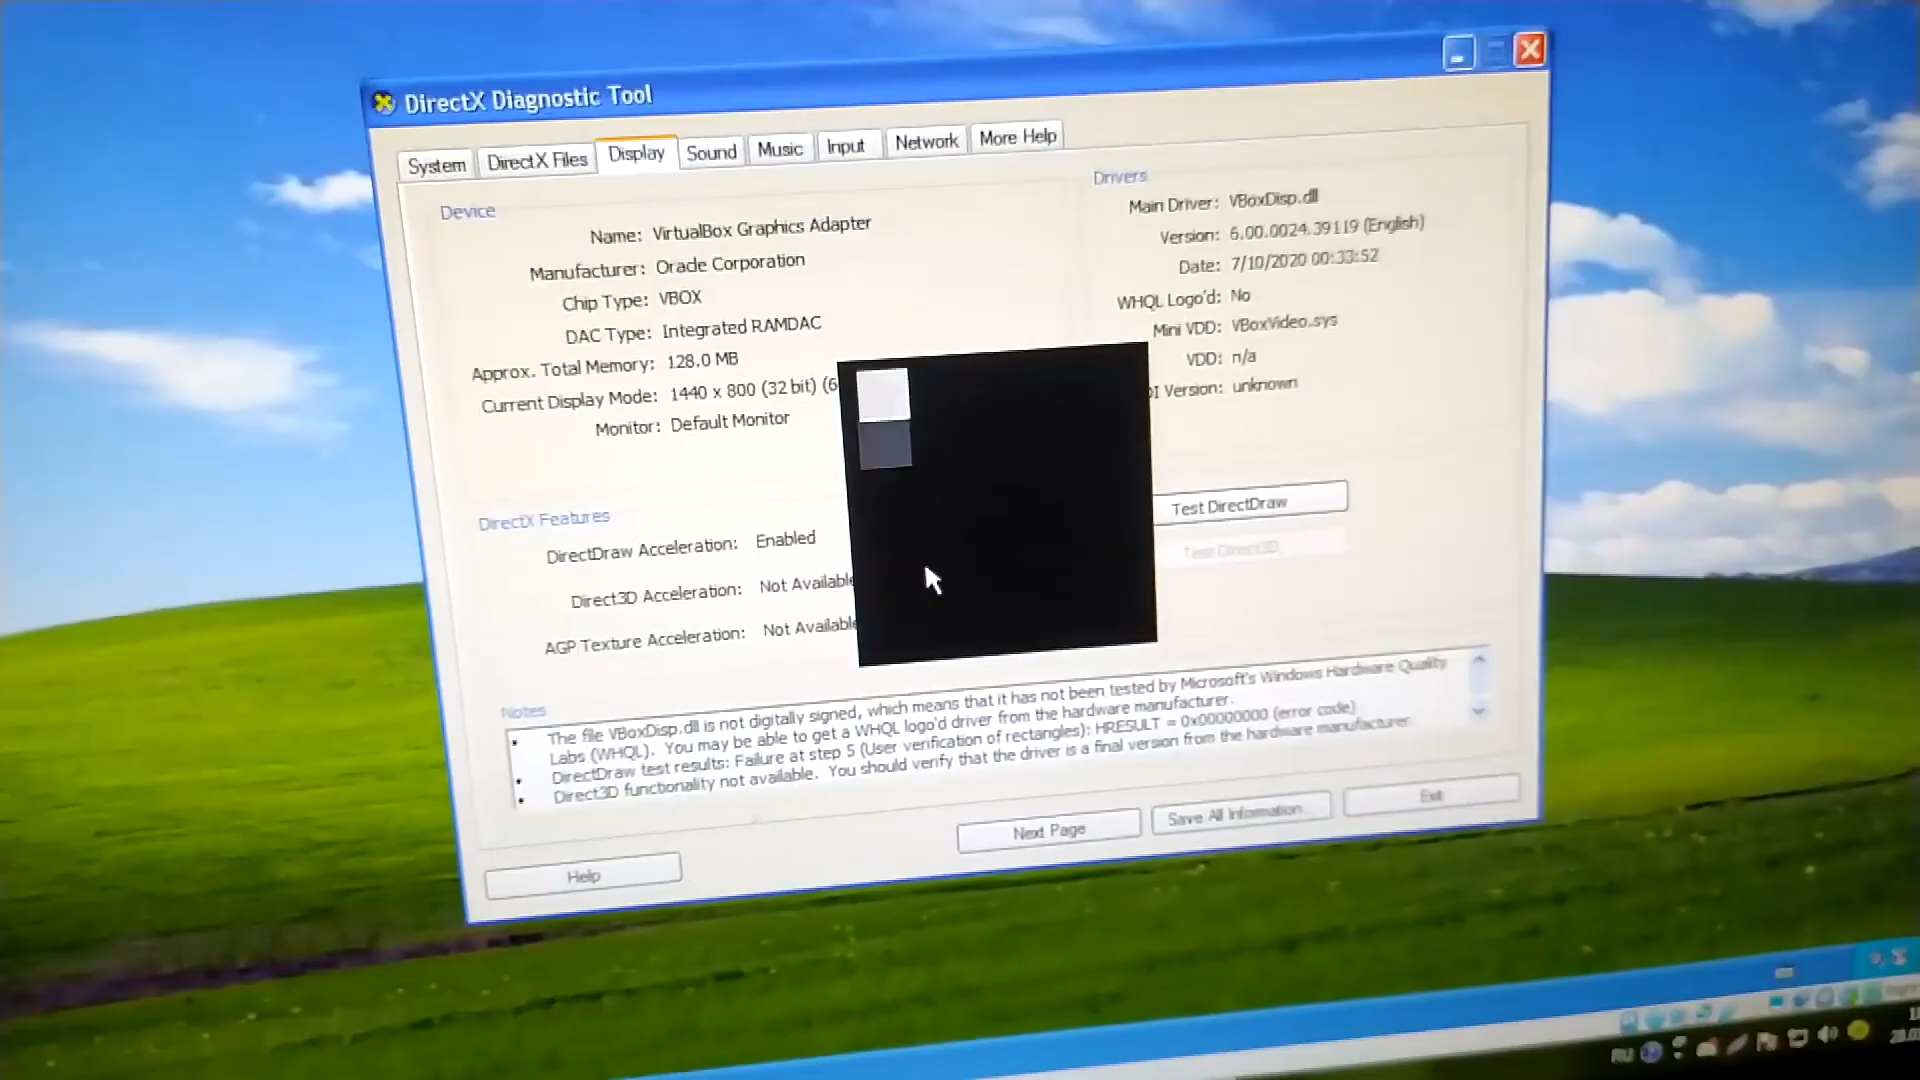 DirectX Diagnostic Tool
System
DirectX Files
Display
Sound
Music
Input
Network
More Help
Device
Name: VirtualBox Graphics Adapter
Manufacturer: Oracle Corporation
Chip Type: VBOX
DAC Type: Integrated RAMDAC
Approx. Total Memory: 128.0 MB
Current Display Mode: 1440 x 800 (32 bit) (6
Monitor: Default Monitor
Drivers
Main Driver: VBoxDisp.dll
Version: 6.00.0024.39119 (English)
Date: 7/10/2020 00:33:52
WHQL Logo'd: No
Mini VDD: VBoxVideo.sys
VDD: n/a
DI Version: unknown
DirectX Features
DirectDraw Acceleration: Enabled
Direct3D Acceleration: Not Available
AGP Texture Acceleration: Not Available
Test DirectDraw
Test Direct3D
Notes
• The file VBoxDisp.dll is not digitally signed, which means that it has not been tested by Microsoft's Windows Hardware Quality
Labs (WHQL). You may be able to get a WHQL logo'd driver from the hardware manufacturer.
• DirectDraw test results: Failure at step 5 (User verification of rectangles): HRESULT = 0x00000000 (error code)
• Direct3D functionality not available. You should verify that the driver is a final version from the hardware manufacturer.
Help
Next Page
Save All Information...
Exit
RU